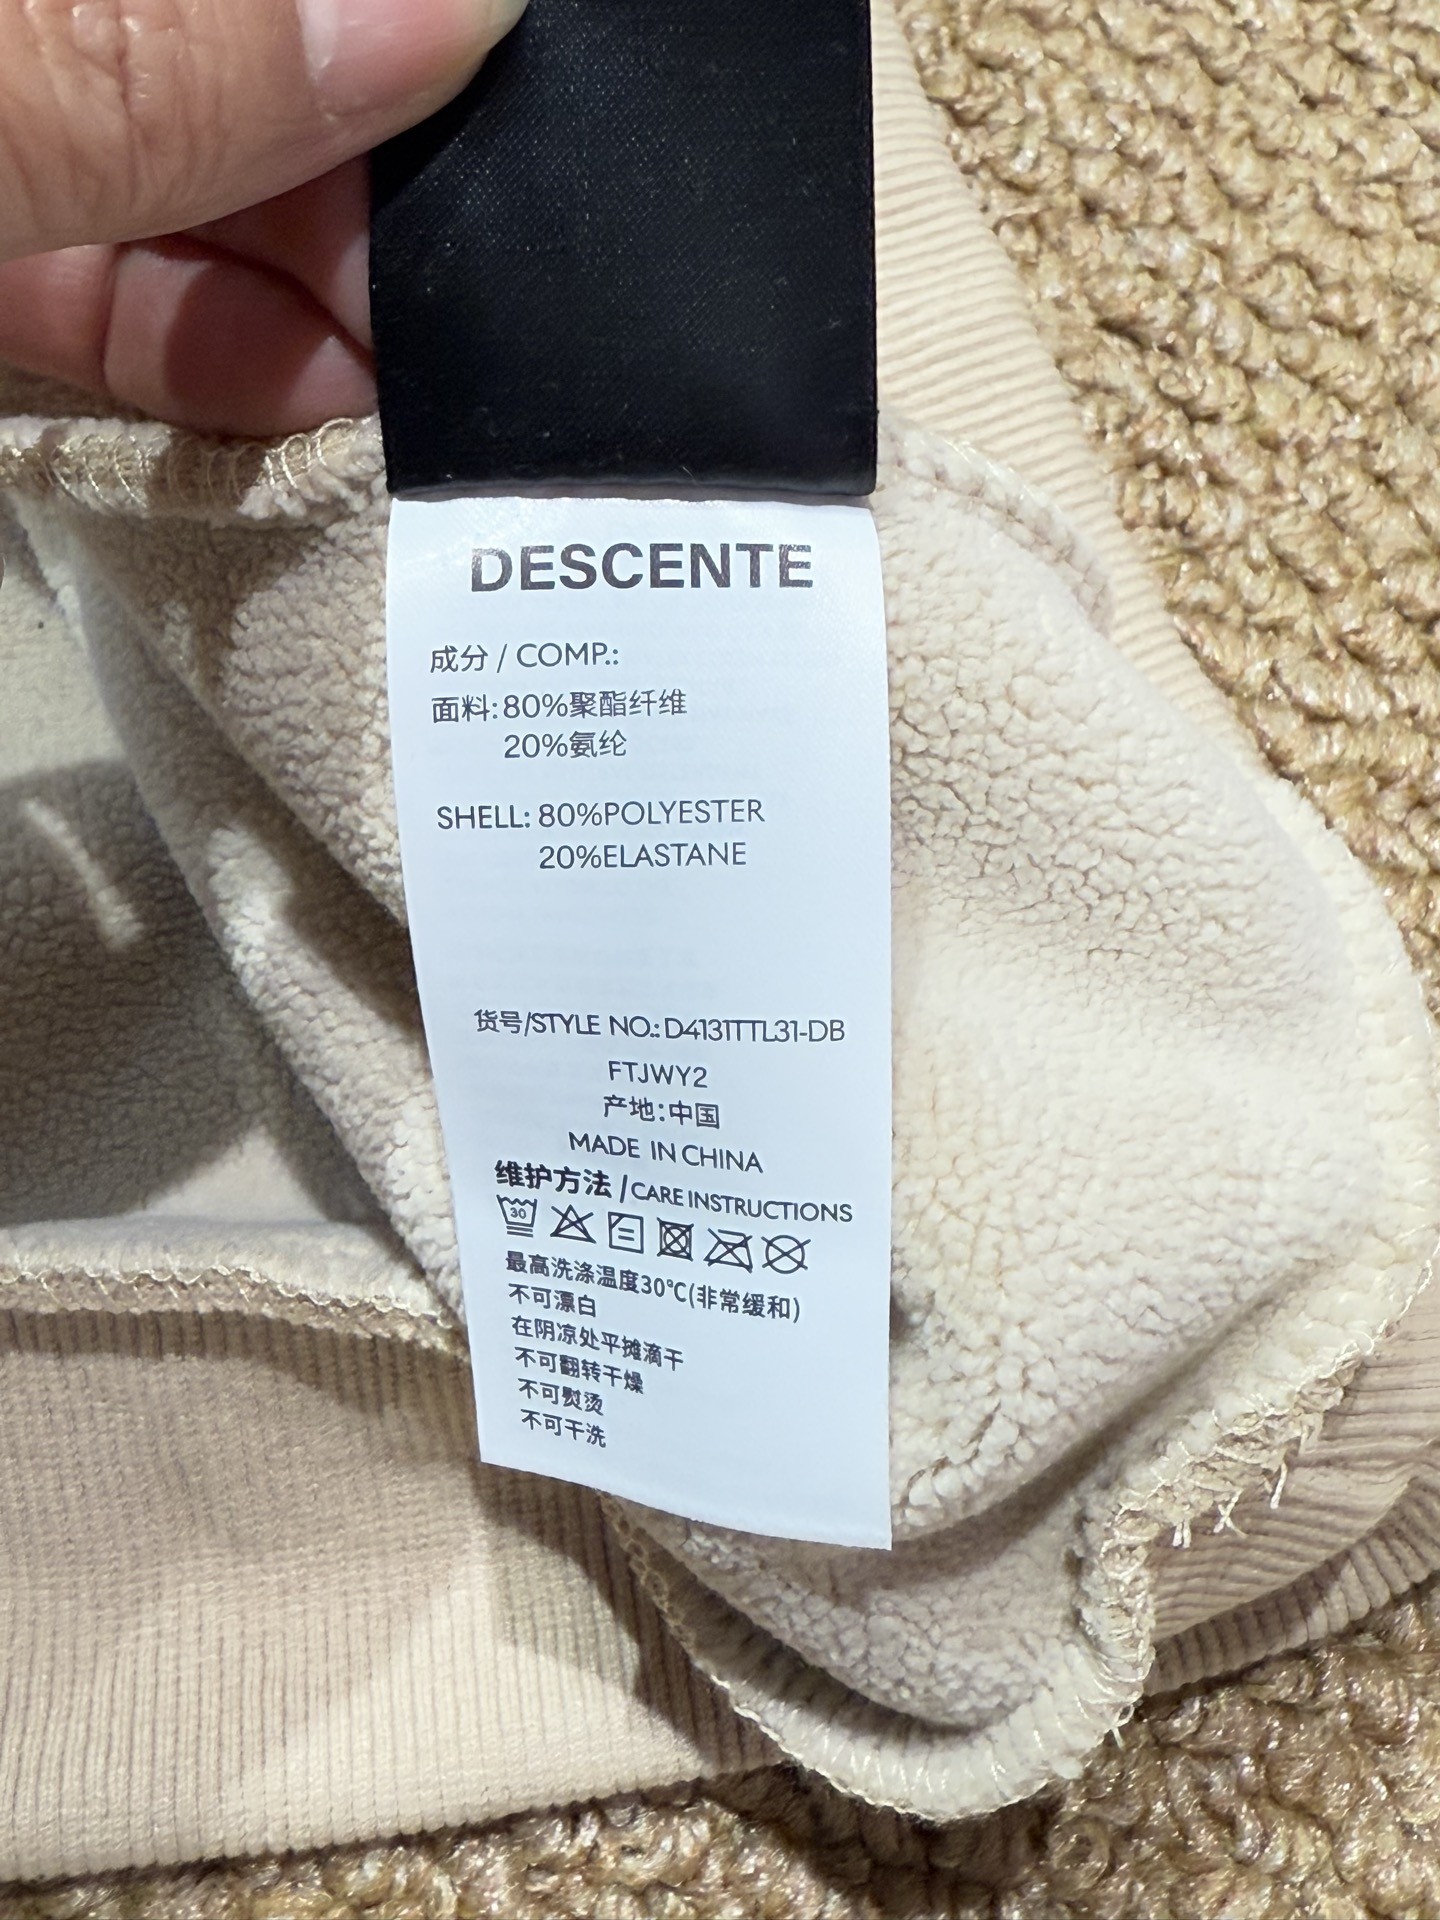 DESCENTE
成分 / COMP.:
面料: 80%聚酯纤维
20%氨纶
SHELL: 80%POLYESTER
20%ELASTANE
货号/STYLE NO.: D4131TTL31-DB
FTJWY2
产地: 中国
MADE IN CHINA
维护方法 /CARE INSTRUCTIONS
30
最高洗涤温度30℃(非常缓和)
不可漂白
在阴凉处平摊滴干
不可翻转干燥
不可熨烫
不可干洗